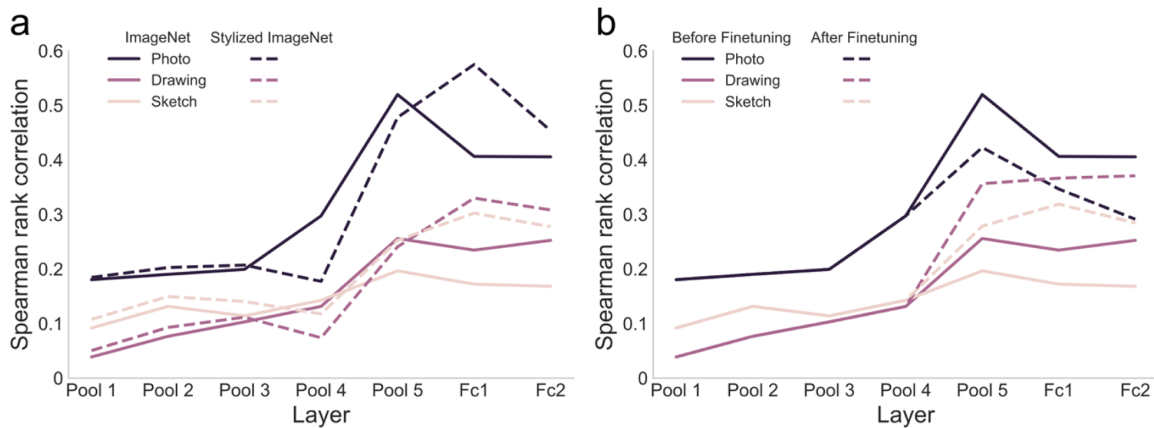 a
ImageNet Stylized ImageNet
Photo
Drawing
Sketch
Spearman rank correlation
0.6
0.5
0.4
0.3
0.2
0.1
0
Pool 1 Pool 2 Pool 3 Pool 4 Pool 5 Fc1 Fc2
Layer
b
Before Finetuning After Finetuning
Photo
Drawing
Sketch
Spearman rank correlation
0.6
0.5
0.4
0.3
0.2
0.1
0
Pool 1 Pool 2 Pool 3 Pool 4 Pool 5 Fc1 Fc2
Layer